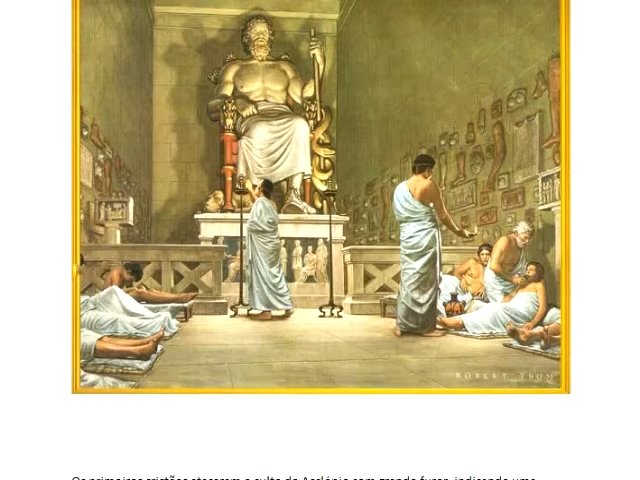 ROBERT THOM
Os primeiros cristãos atacaram o culto de Asclépio com grande furor, indicando uma